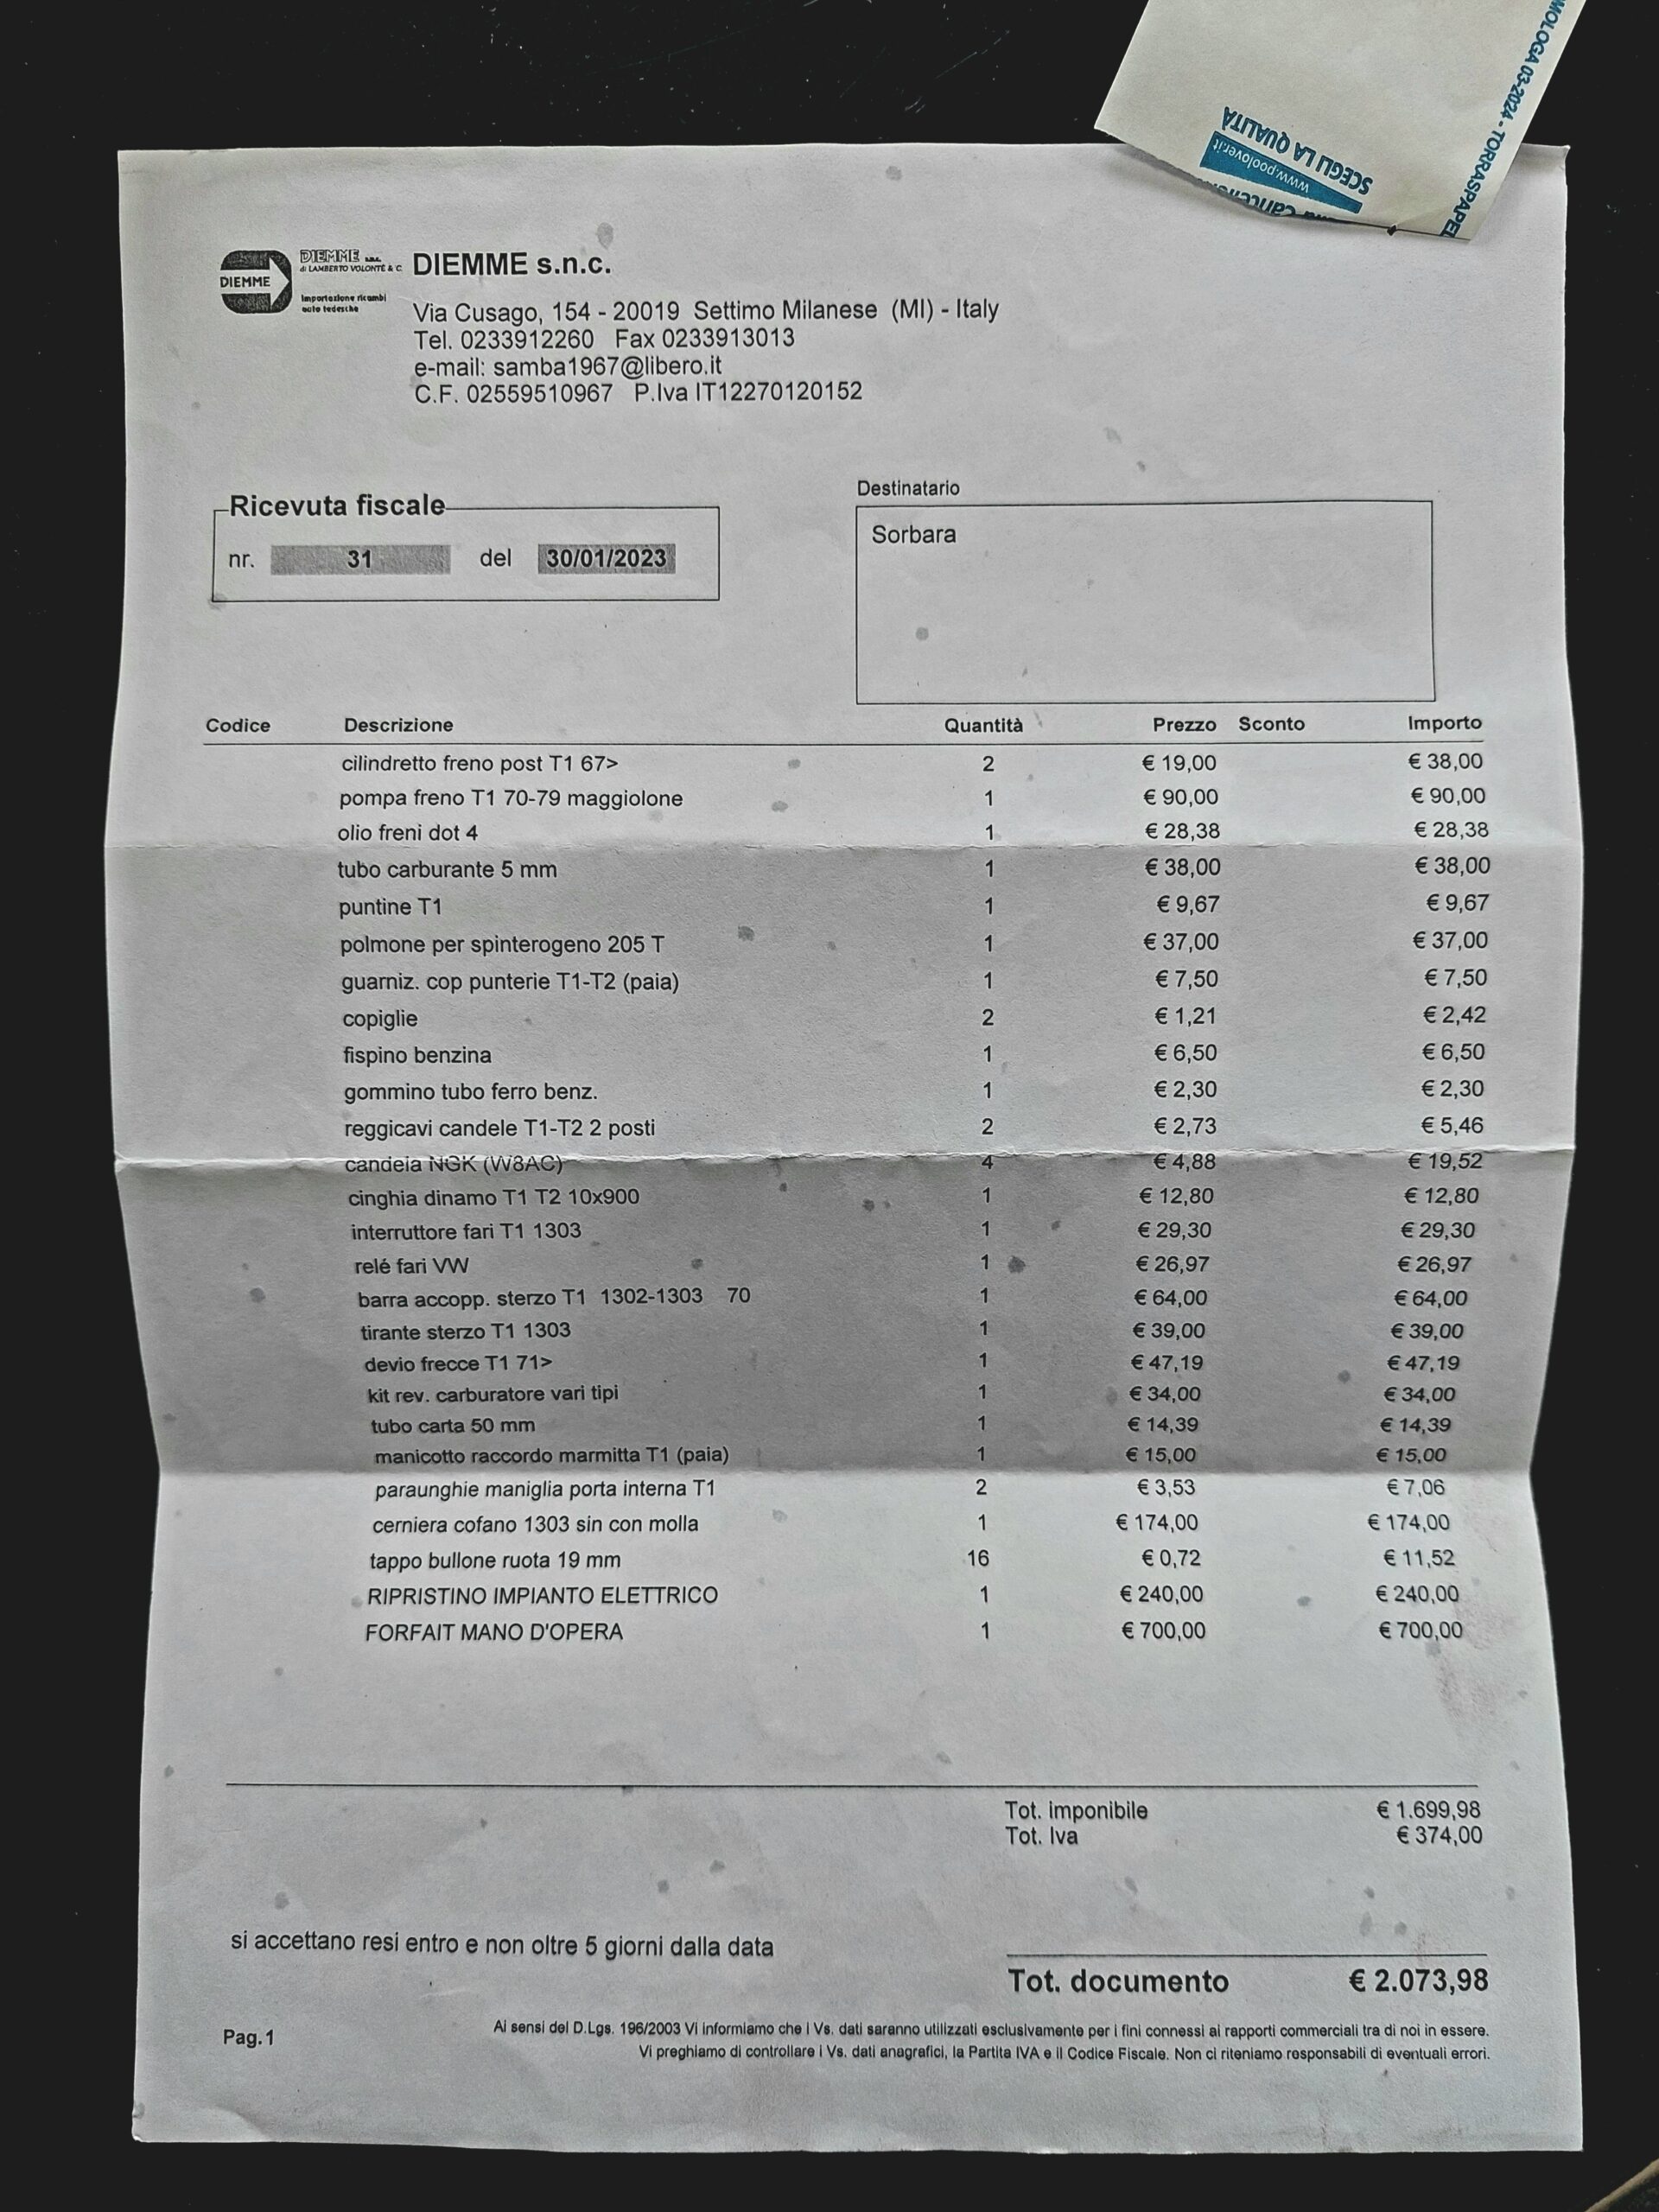 OMOLOGA 03-2024 - TORRASPAPEL
SCEGLI LA QUALITÀ
www.poolover.it
DIEMME
DIEMME s.n.c.
di LAMBERTO VOLONTÉ & C.
Importazione ricambi
auto tedesche
DIEMME s.n.c.
Via Cusago, 154 - 20019 Settimo Milanese (MI) - Italy
Tel. 0233912260 Fax 0233913013
e-mail: samba1967@libero.it
C.F. 02559510967 P.Iva IT12270120152
Ricevuta fiscale
nr. 31 del 30/01/2023
Destinatario
Sorbara
Codice Descrizione Quantità Prezzo Sconto Importo
cilindretto freno post T1 67> 2 € 19,00 € 38,00
pompa freno T1 70-79 maggiolone 1 € 90,00 € 90,00
olio freni dot 4 1 € 28,38 € 28,38
tubo carburante 5 mm 1 € 38,00 € 38,00
puntine T1 1 € 9,67 € 9,67
polmone per spinterogeno 205 T 1 € 37,00 € 37,00
guarniz. cop punterie T1-T2 (paia) 1 € 7,50 € 7,50
copiglie 2 € 1,21 € 2,42
fispino benzina 1 € 6,50 € 6,50
gommino tubo ferro benz. 1 € 2,30 € 2,30
reggicavi candele T1-T2 2 posti 2 € 2,73 € 5,46
candela NGK (W8AC) 4 € 4,88 € 19,52
cinghia dinamo T1 T2 10x900 1 € 12,80 € 12,80
interruttore fari T1 1303 1 € 29,30 € 29,30
relé fari VW 1 € 26,97 € 26,97
barra accopp. sterzo T1 1302-1303 70 1 € 64,00 € 64,00
tirante sterzo T1 1303 1 € 39,00 € 39,00
devio frecce T1 71> 1 € 47,19 € 47,19
kit rev. carburatore vari tipi 1 € 34,00 € 34,00
tubo carta 50 mm 1 € 14,39 € 14,39
manicotto raccordo marmitta T1 (paia) 1 € 15,00 € 15,00
paraunghie maniglia porta interna T1 2 € 3,53 € 7,06
cerniera cofano 1303 sin con molla 1 € 174,00 € 174,00
tappo bullone ruota 19 mm 16 € 0,72 € 11,52
RIPRISTINO IMPIANTO ELETTRICO 1 € 240,00 € 240,00
FORFAIT MANO D'OPERA 1 € 700,00 € 700,00
Tot. imponibile € 1.699,98
Tot. Iva € 374,00
si accettano resi entro e non oltre 5 giorni dalla data
Tot. documento € 2.073,98
Pag.1
Ai sensi del D.Lgs. 196/2003 Vi informiamo che i Vs. dati saranno utilizzati esclusivamente per i fini connessi ai rapporti commerciali tra di noi in essere.
Vi preghiamo di controllare i Vs. dati anagrafici, la Partita IVA e il Codice Fiscale. Non ci riteniamo responsabili di eventuali errori.